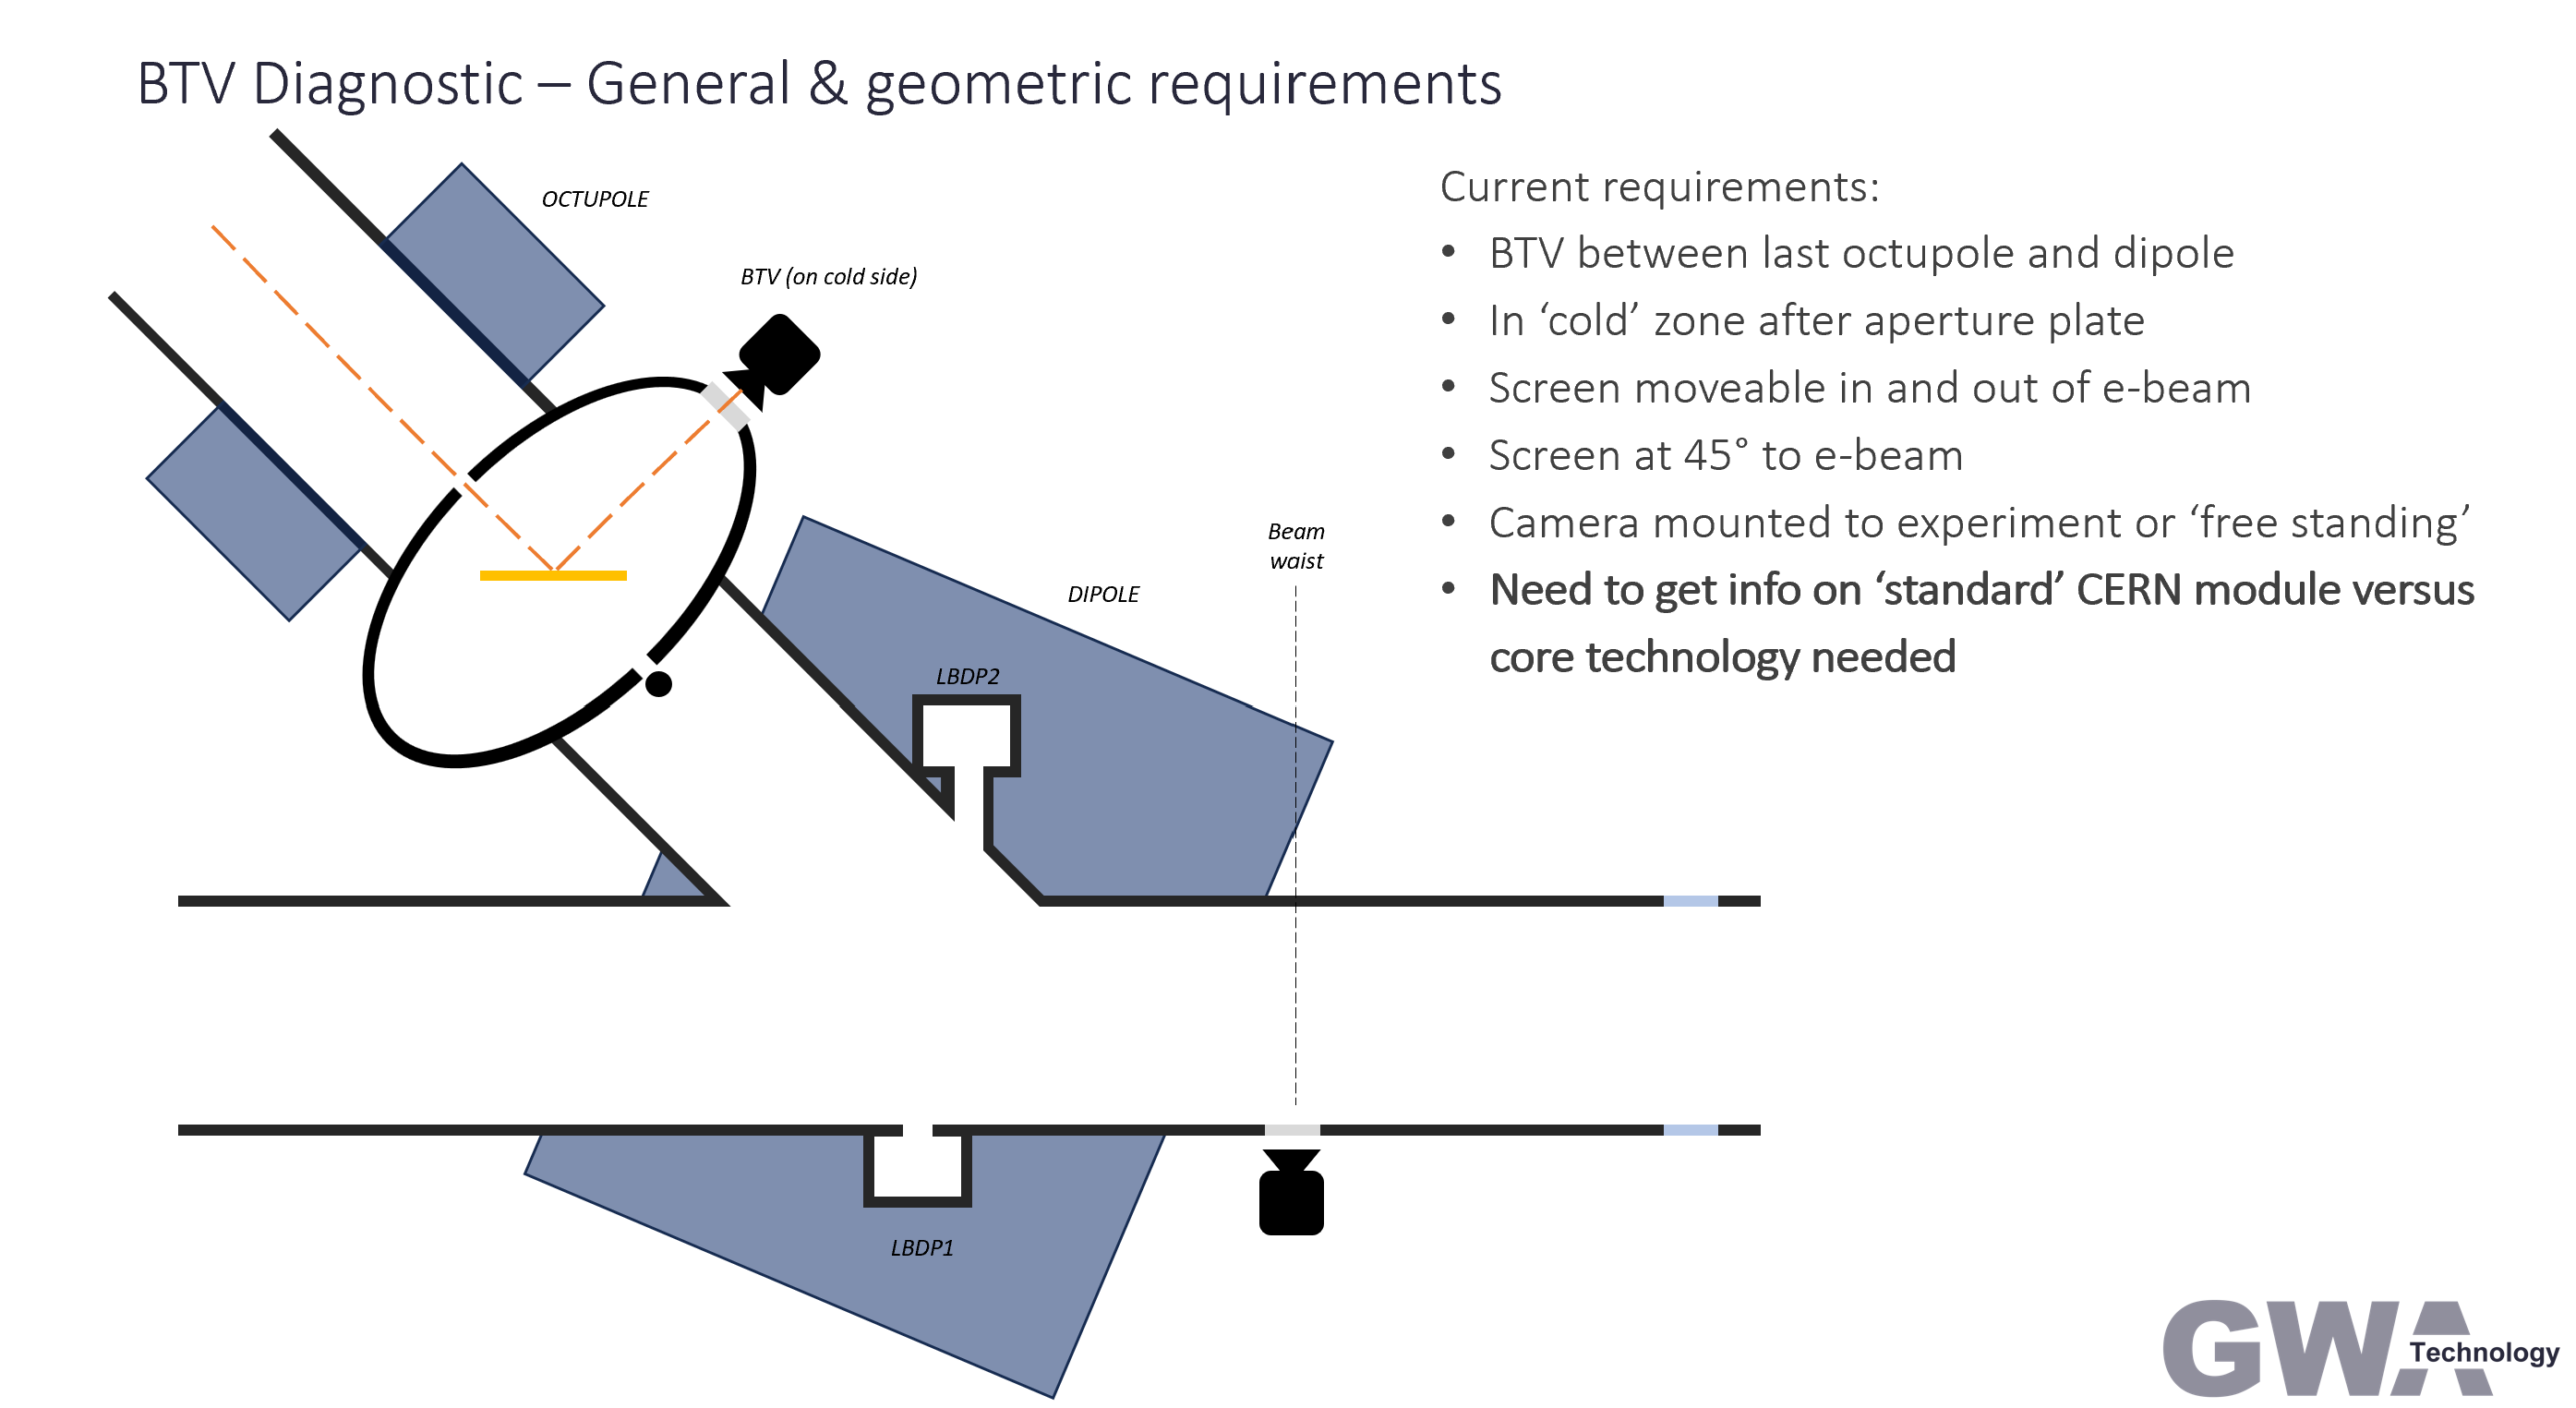 BTV Diagnostic – General & geometric requirements
OCTUPOLE
BTV (on cold side)
Beam
waist
DIPOLE
LBDP2
LBDP1
Current requirements:
• BTV between last octupole and dipole
• In ‘cold’ zone after aperture plate
• Screen moveable in and out of e-beam
• Screen at 45° to e-beam
• Camera mounted to experiment or ‘free standing’
• Need to get info on ‘standard’ CERN module versus
core technology needed
GWA
Technology